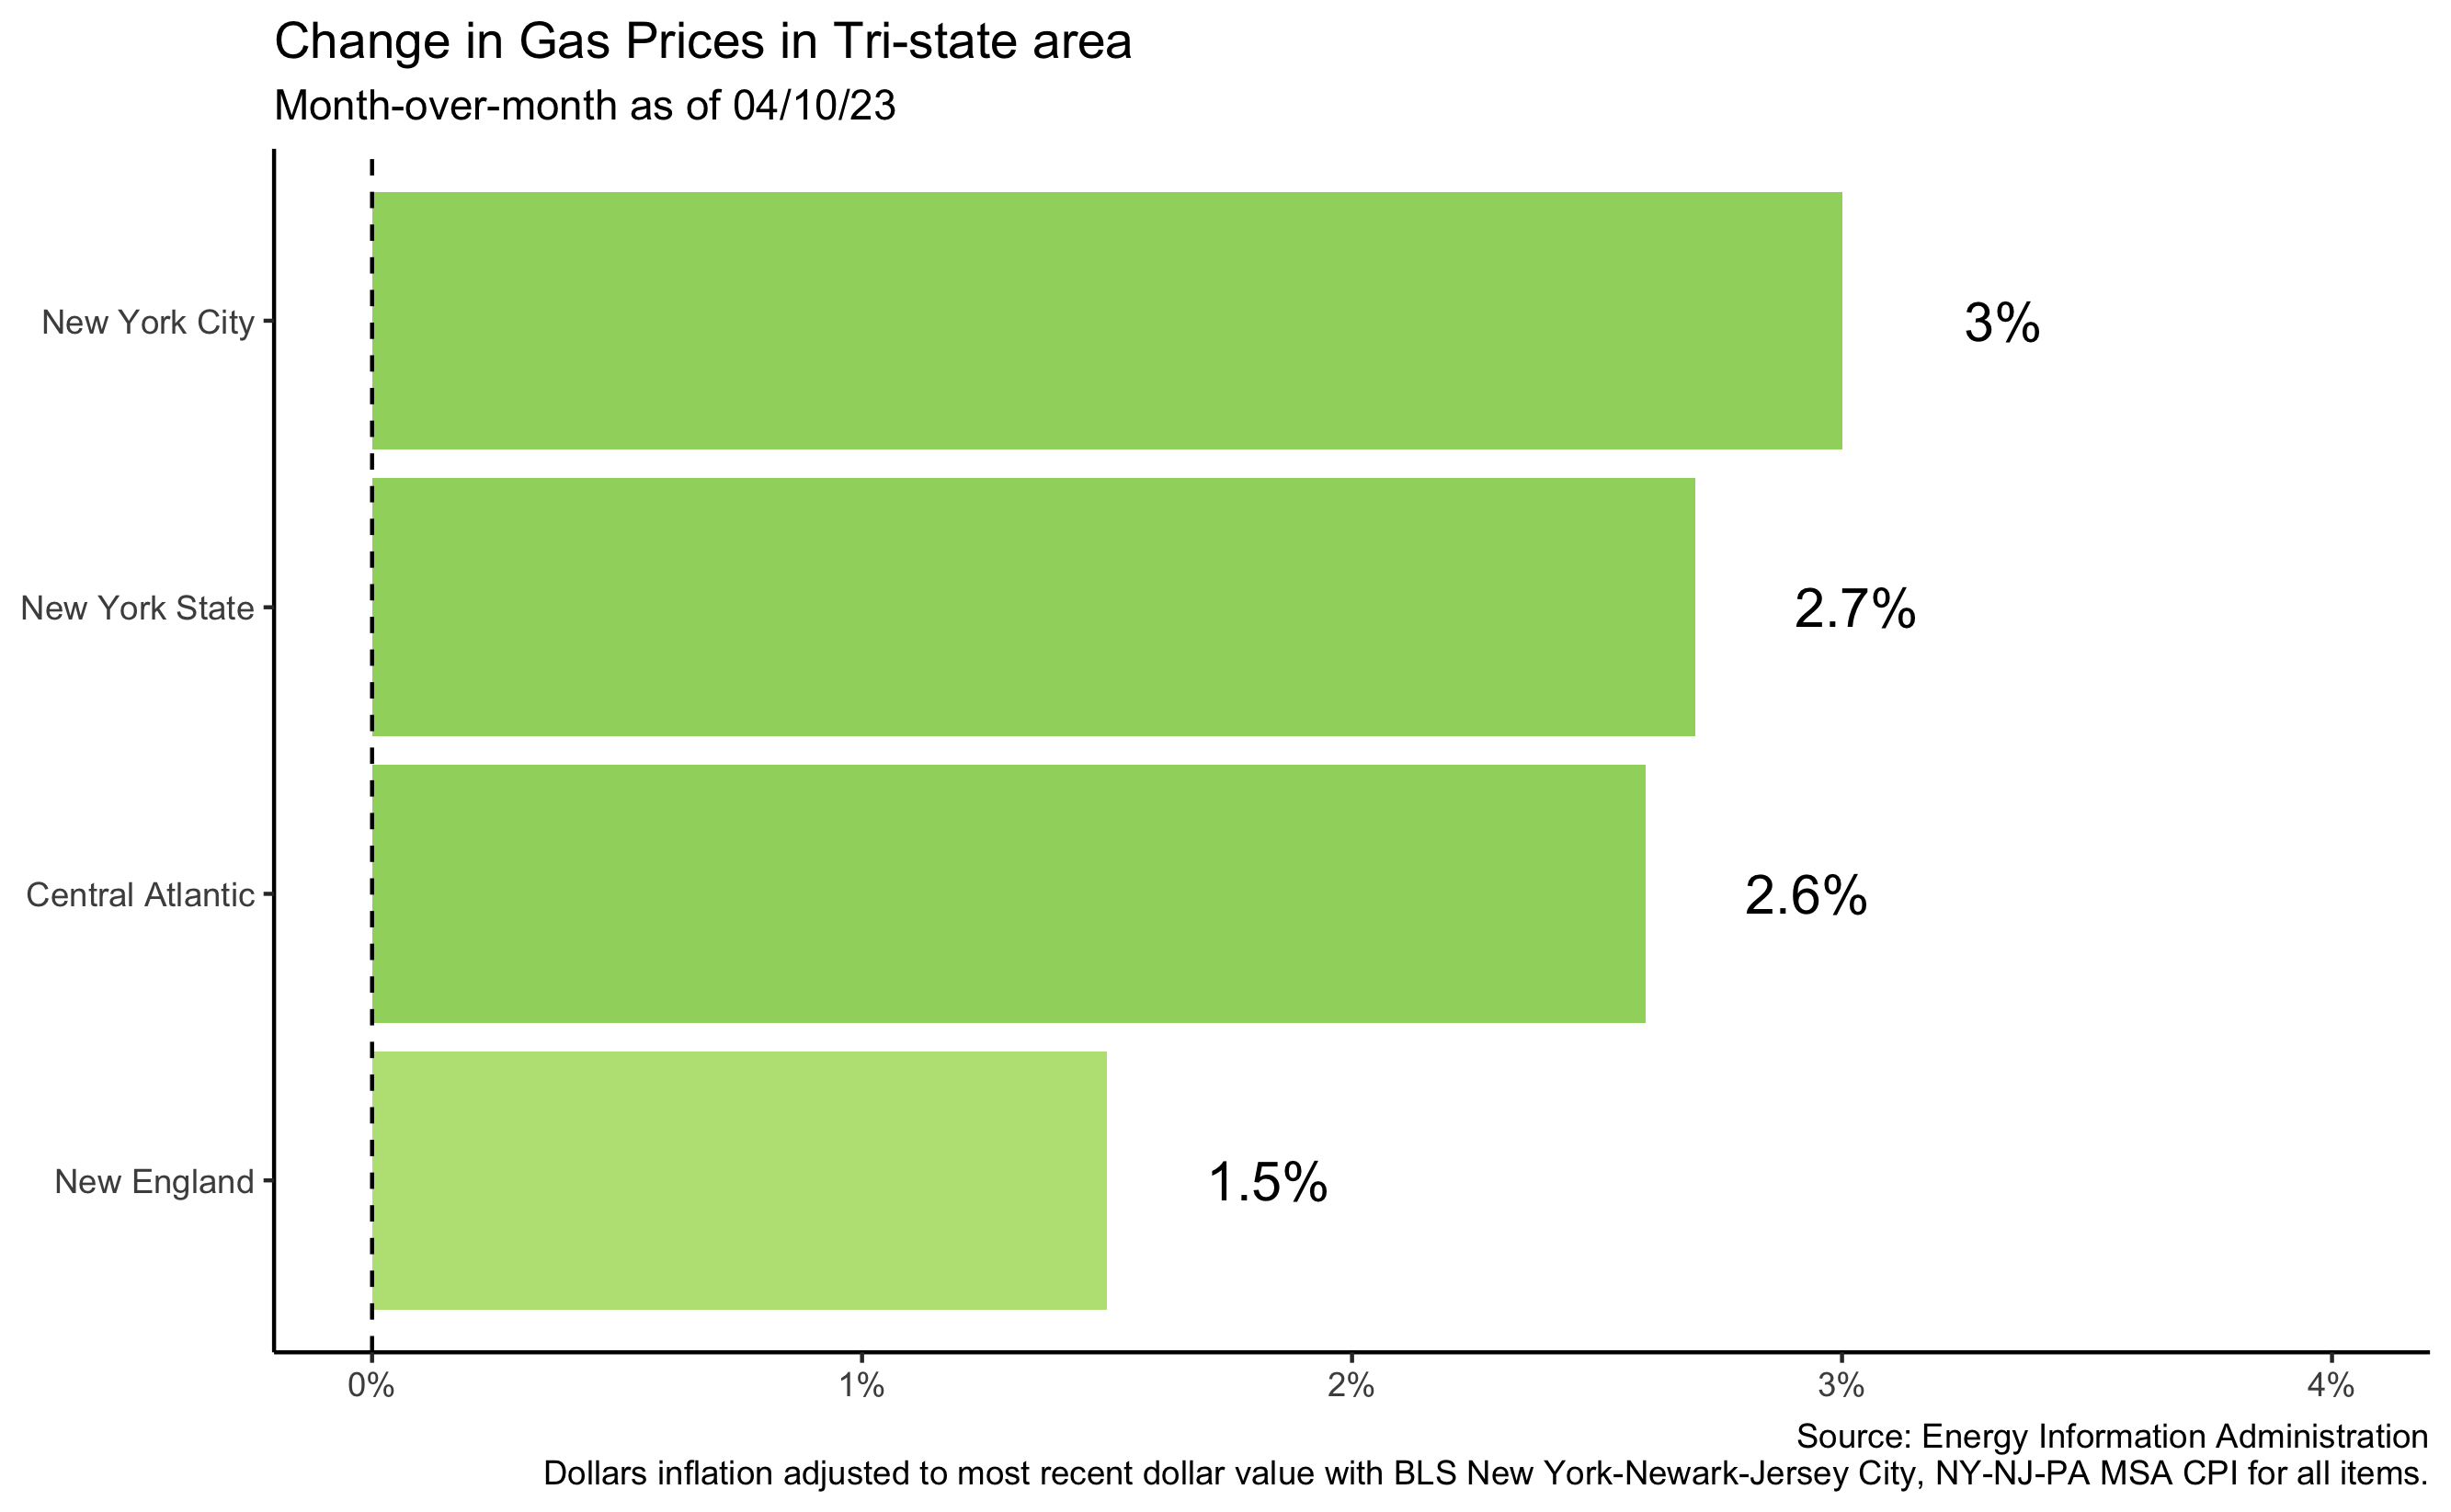 Change in Gas Prices in Tri-state area
Month-over-month as of 04/10/23
New York City
3%
New York State
2.7%
Central Atlantic
2.6%
New England
1.5%
0%
1%
2%
3%
4%
Source: Energy Information Administration
Dollars inflation adjusted to most recent dollar value with BLS New York-Newark-Jersey City, NY-NJ-PA MSA CPI for all items.